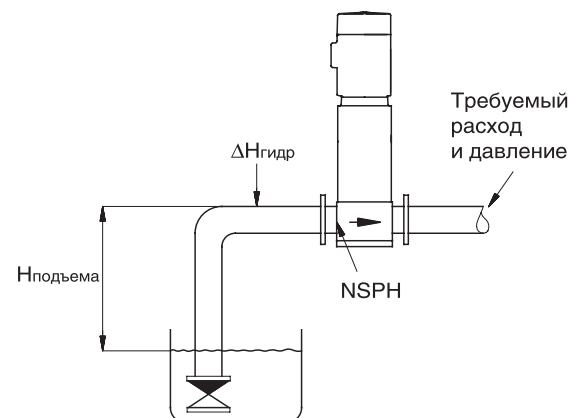 Требуемый
расход
и давление
ΔHгидр
Hподъема
NSPH